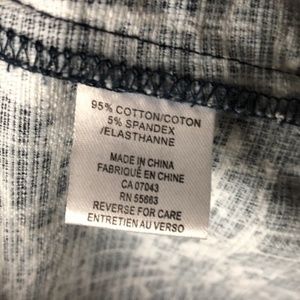 95% COTTON/COTON
5% SPANDEX
/ELASTHANNE
MADE IN CHINA
FABRIQUÉ EN CHINE
CA 07043
RN 55663
REVERSE FOR CARE
ENTRETIEN AU VERSO